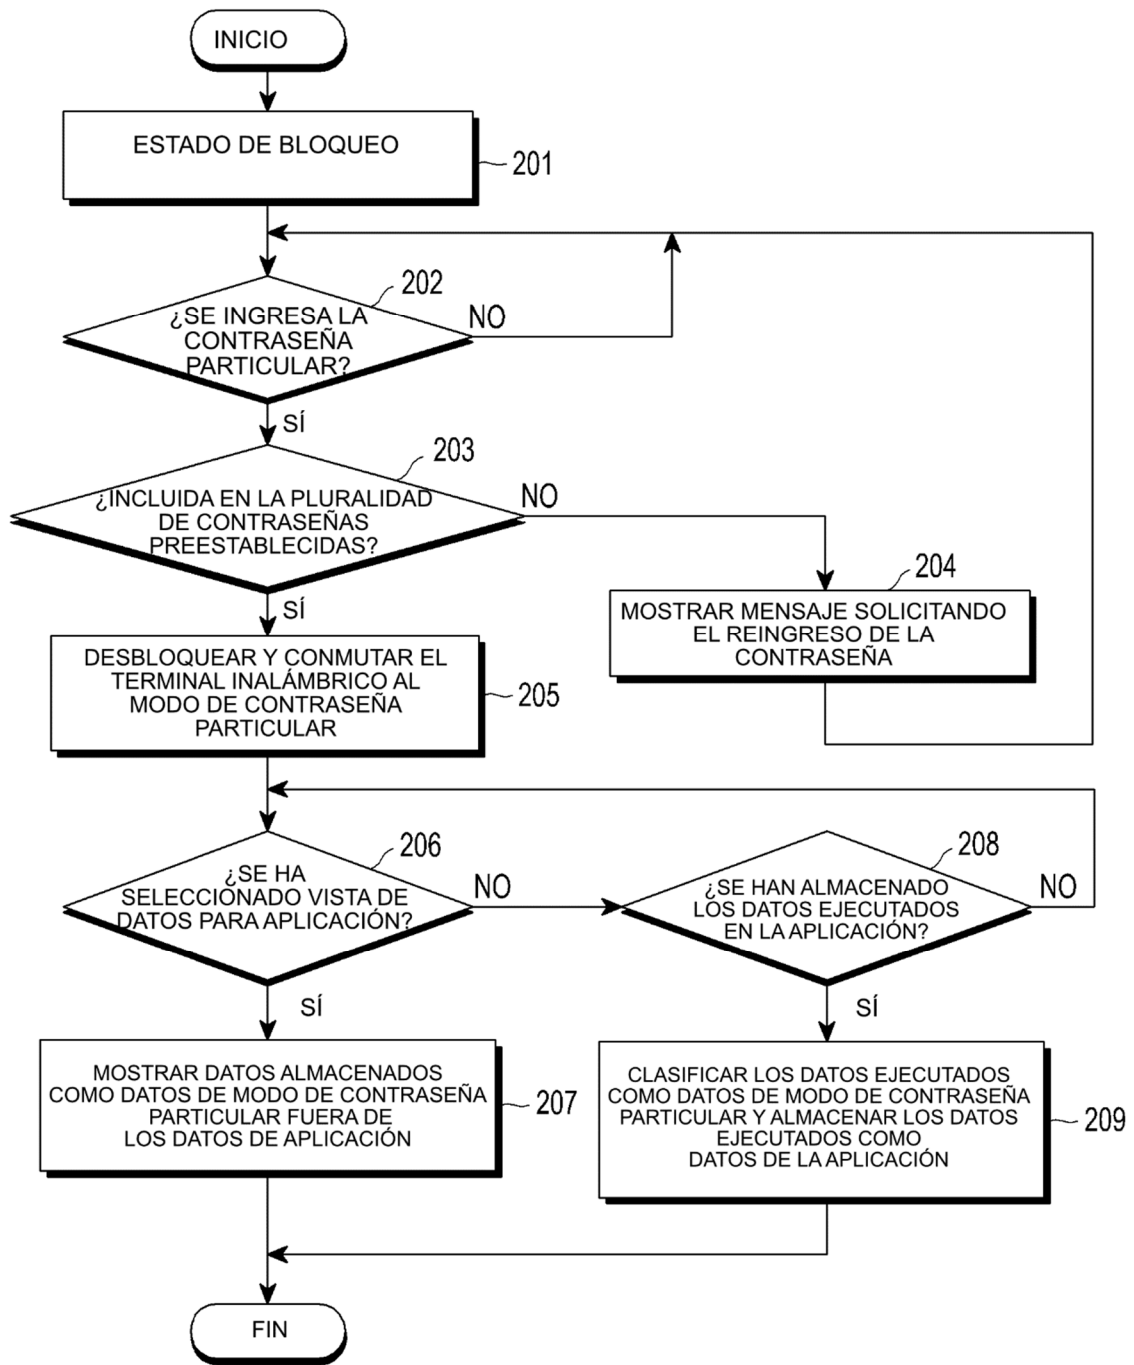 INICIO
ESTADO DE BLOQUEO
201
202
¿SE INGRESA LA
CONTRASEÑA
PARTICULAR?
NO
SÍ
203
¿INCLUIDA EN LA PLURALIDAD
DE CONTRASEÑAS
PREESTABLECIDAS?
NO
SÍ
204
MOSTRAR MENSAJE SOLICITANDO
EL REINGRESO DE LA
CONTRASEÑA
DESBLOQUEAR Y CONMUTAR EL
TERMINAL INALÁMBRICO AL
MODO DE CONTRASEÑA
PARTICULAR
205
206
¿SE HA
SELECCIONADO VISTA DE
DATOS PARA APLICACIÓN?
NO
SÍ
208
¿SE HAN ALMACENADO
LOS DATOS EJECUTADOS
EN LA APLICACIÓN?
NO
SÍ
MOSTRAR DATOS ALMACENADOS
COMO DATOS DE MODO DE CONTRASEÑA
PARTICULAR FUERA DE
LOS DATOS DE APLICACIÓN
207
CLASIFICAR LOS DATOS EJECUTADOS
COMO DATOS DE MODO DE CONTRASEÑA
PARTICULAR Y ALMACENAR LOS DATOS
EJECUTADOS COMO
DATOS DE LA APLICACIÓN
209
FIN